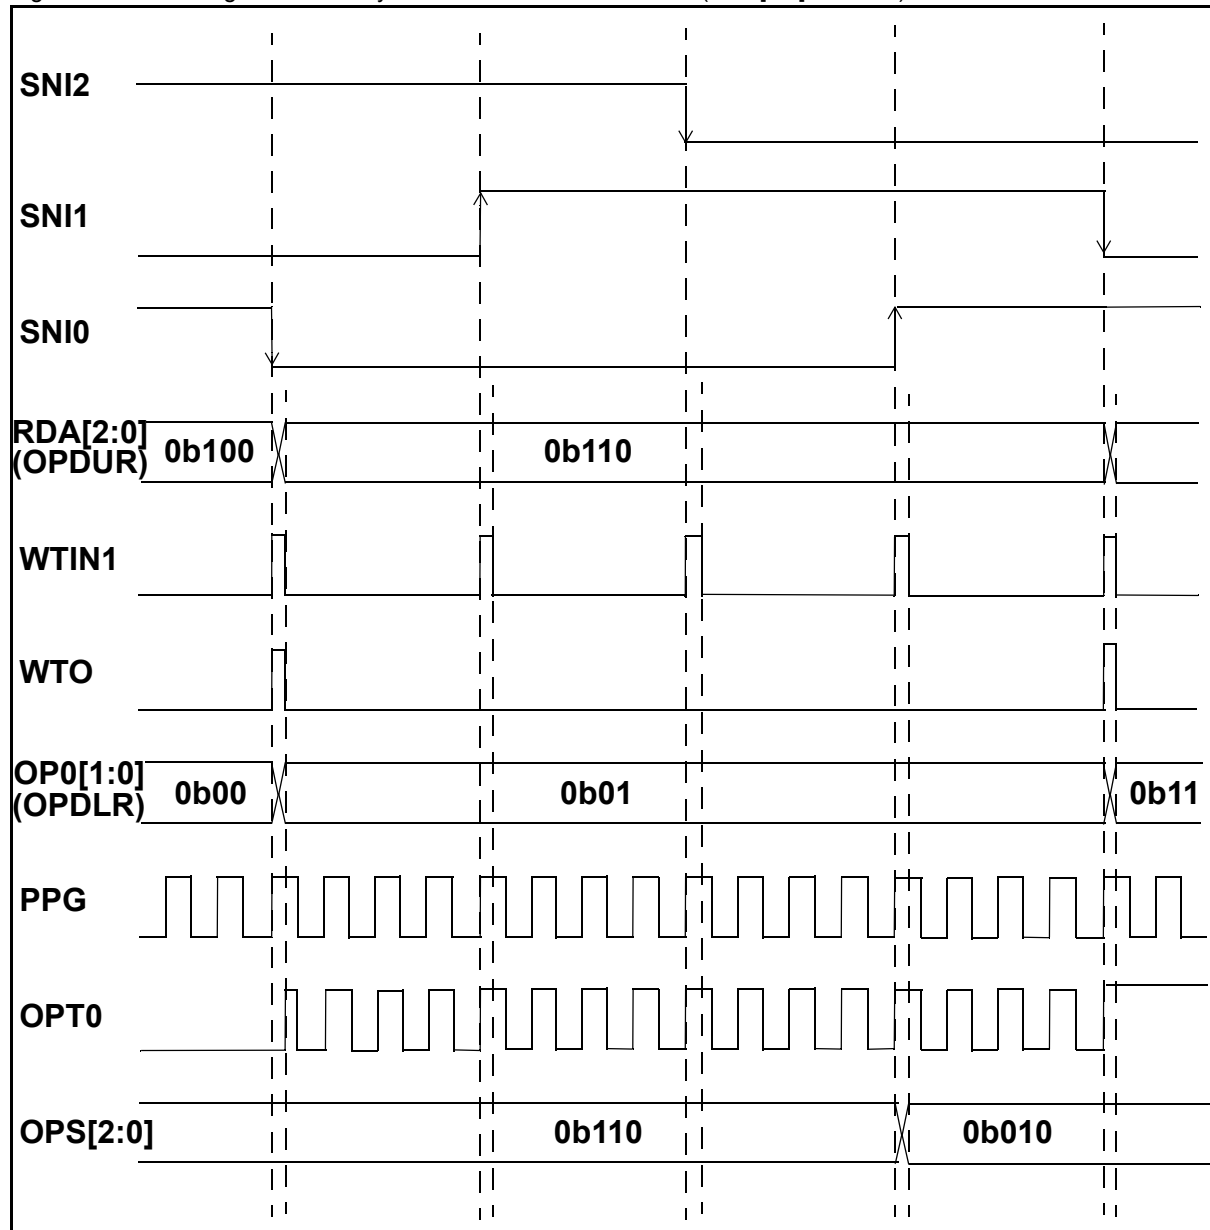 SNI2
SNI1
SNI0
RDA[2:0]
(OPDUR)
0b100
0b110
WTIN1
WTO
OP0[1:0]
(OPDLR)
0b00
0b01
0b11
PPG
OPT0
OPS[2:0]
0b110
0b010